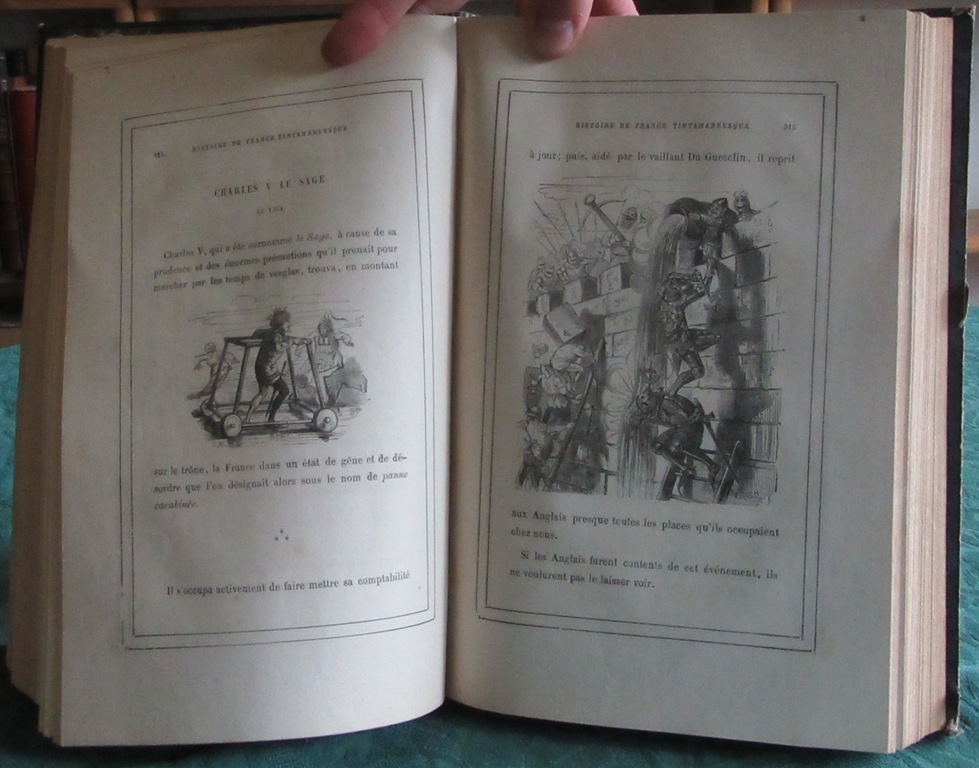 HISTOIRE DE FRANCE TINTAMARRESQUE
CHARLES V LE SAGE
Charles V, qui a été surnommé le Sage, à cause de sa
prudence et des énormes précautions qu'il prenait pour
marcher par les temps de verglas, trouva, en montant
sur le trône, la France dans un état de gêne et de dé-
sordre que l'on désignait alors sous le nom de panne
carabinée.
Il s'occupa activement de faire mettre sa comptabilité
HISTOIRE DE FRANCE TINTAMARRESQUE
à jour; puis, aidé par le vaillant Du Guesclin, il reprit
aux Anglais presque toutes les places qu'ils occupaient
chez nous.
Si les Anglais furent contents de cet événement, ils
ne voulurent pas le laisser voir.